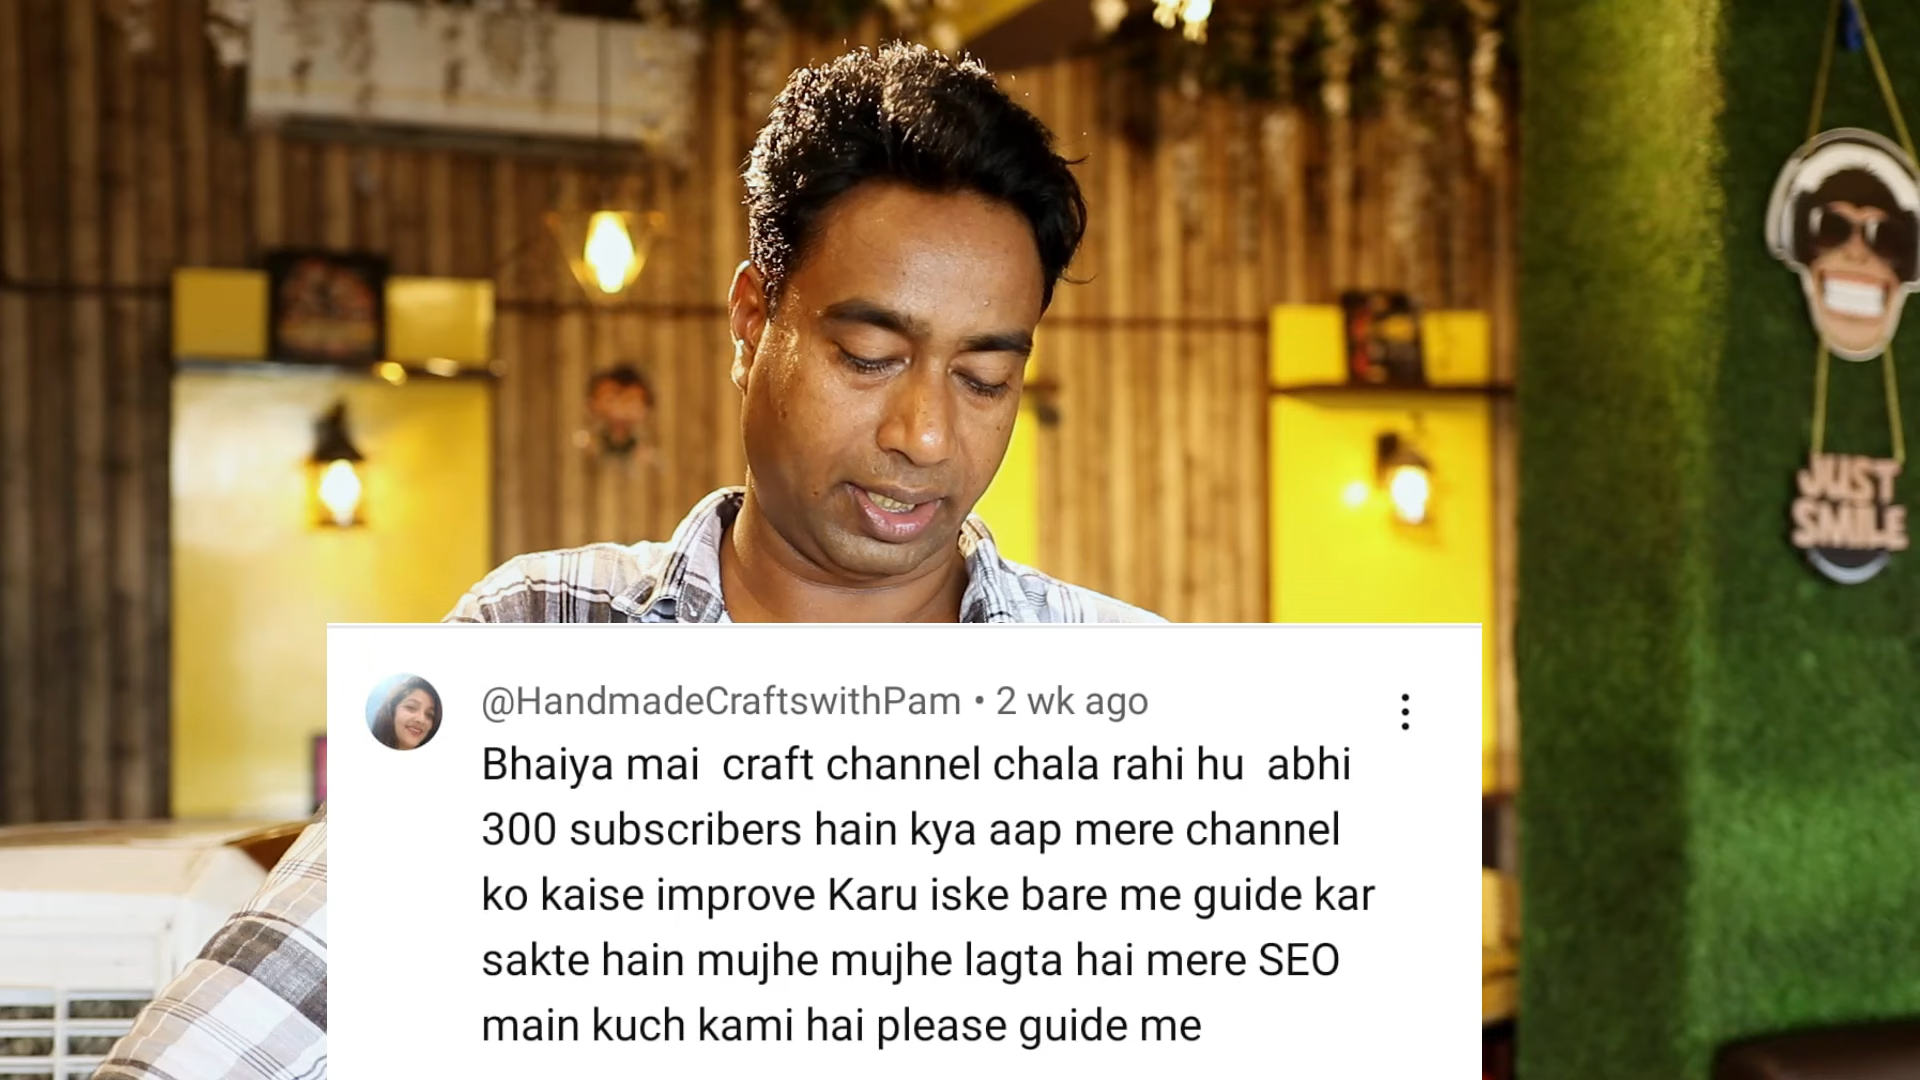 JUST
SMILE
@HandmadeCraftswithPam • 2 wk ago
Bhaiya mai  craft channel chala rahi hu  abhi
300 subscribers hain kya aap mere channel
ko kaise improve Karu iske bare me guide kar
sakte hain mujhe mujhe lagta hai mere SEO
main kuch kami hai please guide me